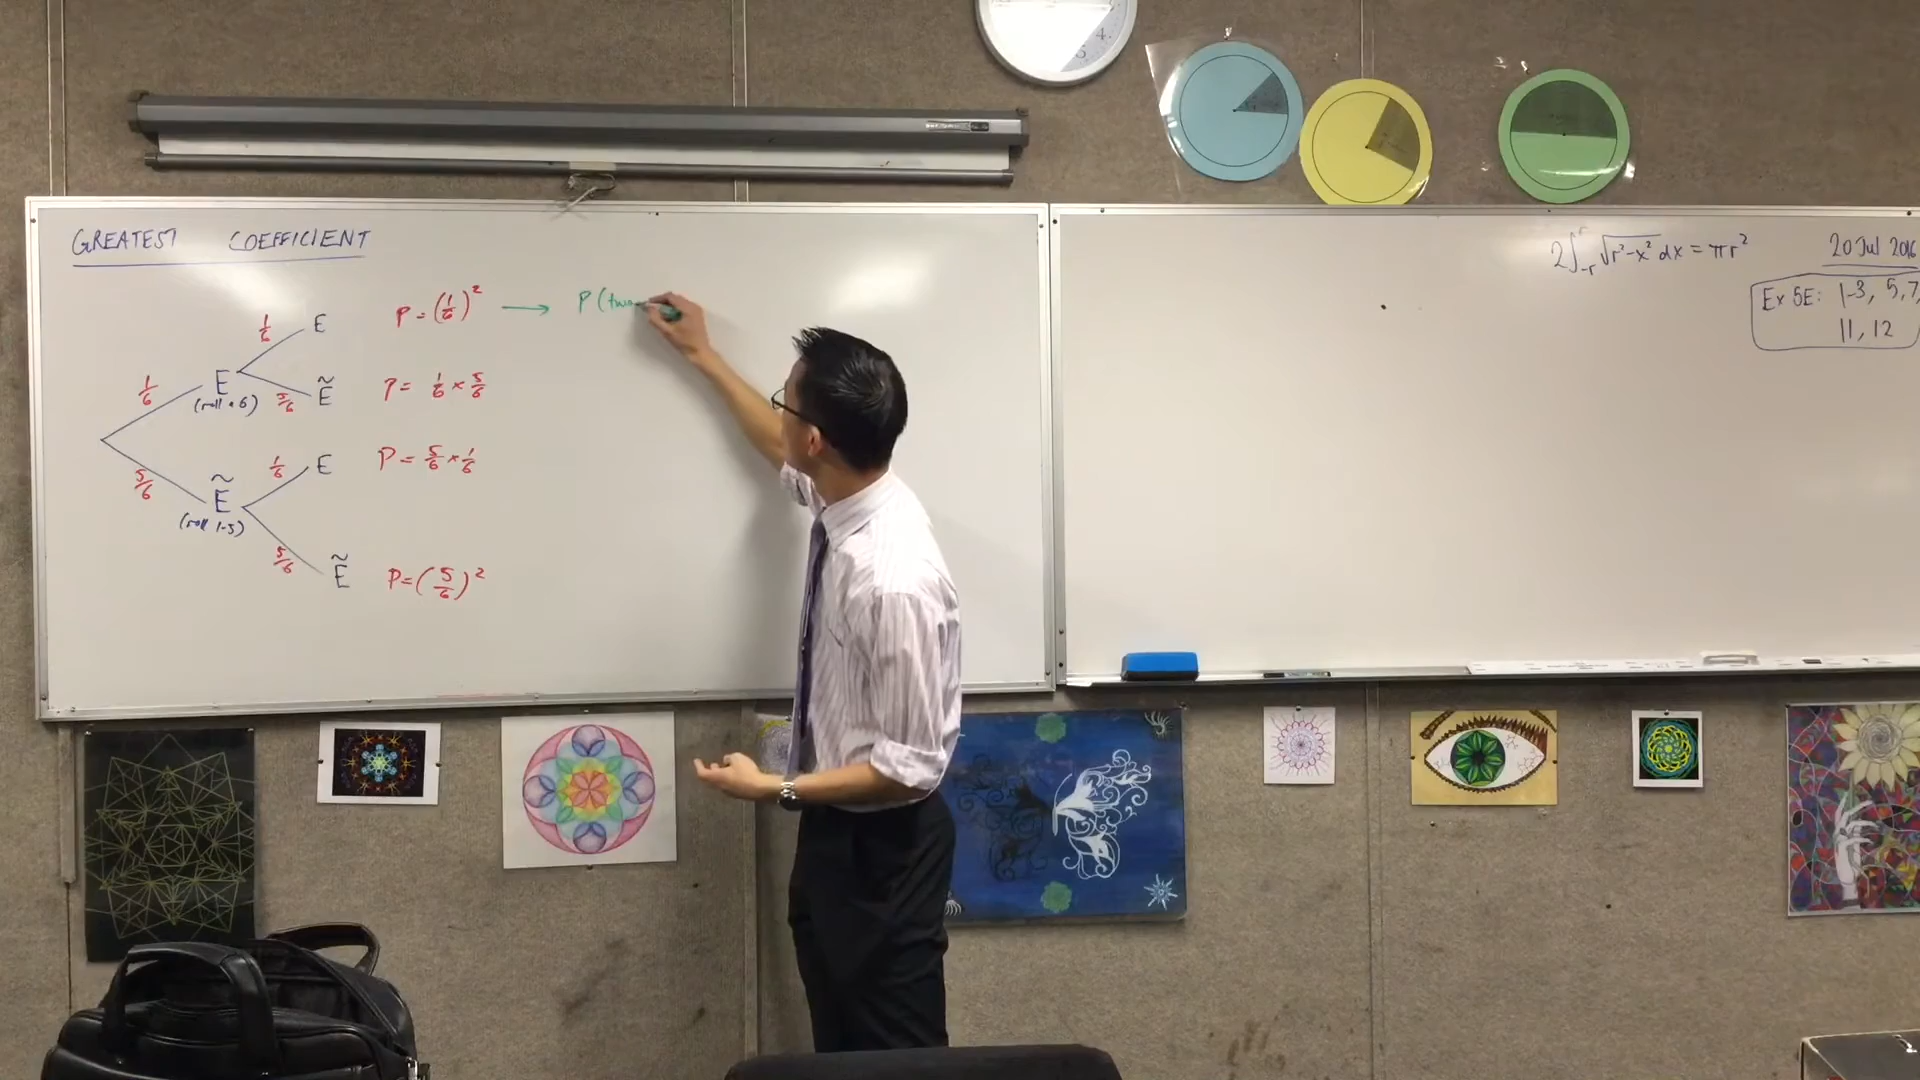 GREATEST COEFFICIENT
1/6 E P = (1/6)² → P(two
1/6 E (roll a 6) 5/6 Ẽ P = 1/6 × 5/6
5/6 Ẽ (roll 1-5) 1/6 E P = 5/6 × 1/6
5/6 Ẽ P = (5/6)²
2∫₋ᵣʳ √(r²-x²) dx = πr²
20 Jul 2016
Ex 5E: 1-3, 5, 7,
11, 12